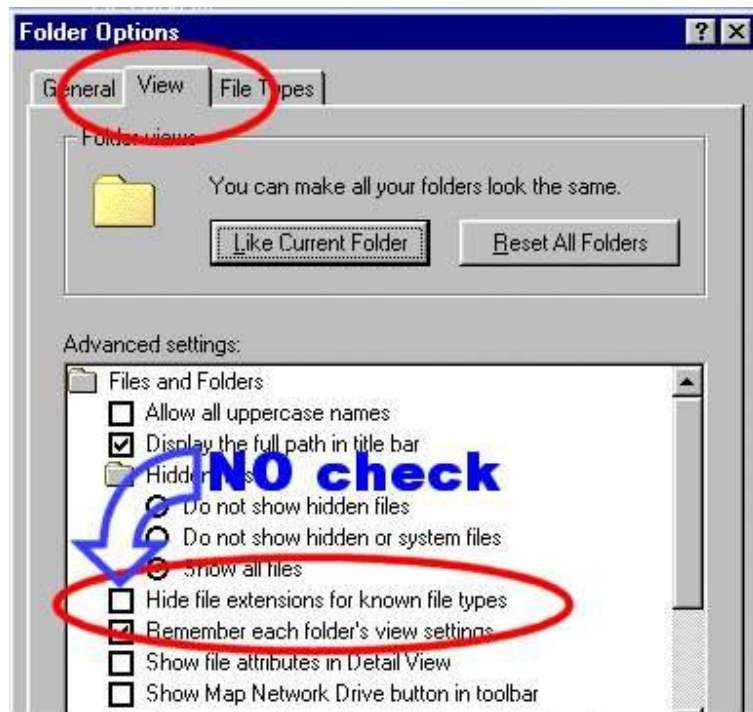 Folder Options
General View File Types
Folder views
You can make all your folders look the same.
Like Current Folder Reset All Folders
Advanced settings:
Files and Folders
Allow all uppercase names
Display the full path in title bar
NO check
Do not show hidden files
Do not show hidden or system files
Show all files
Hide file extensions for known file types
Remember each folder's view settings
Show file attributes in Detail View
Show Map Network Drive button in toolbar